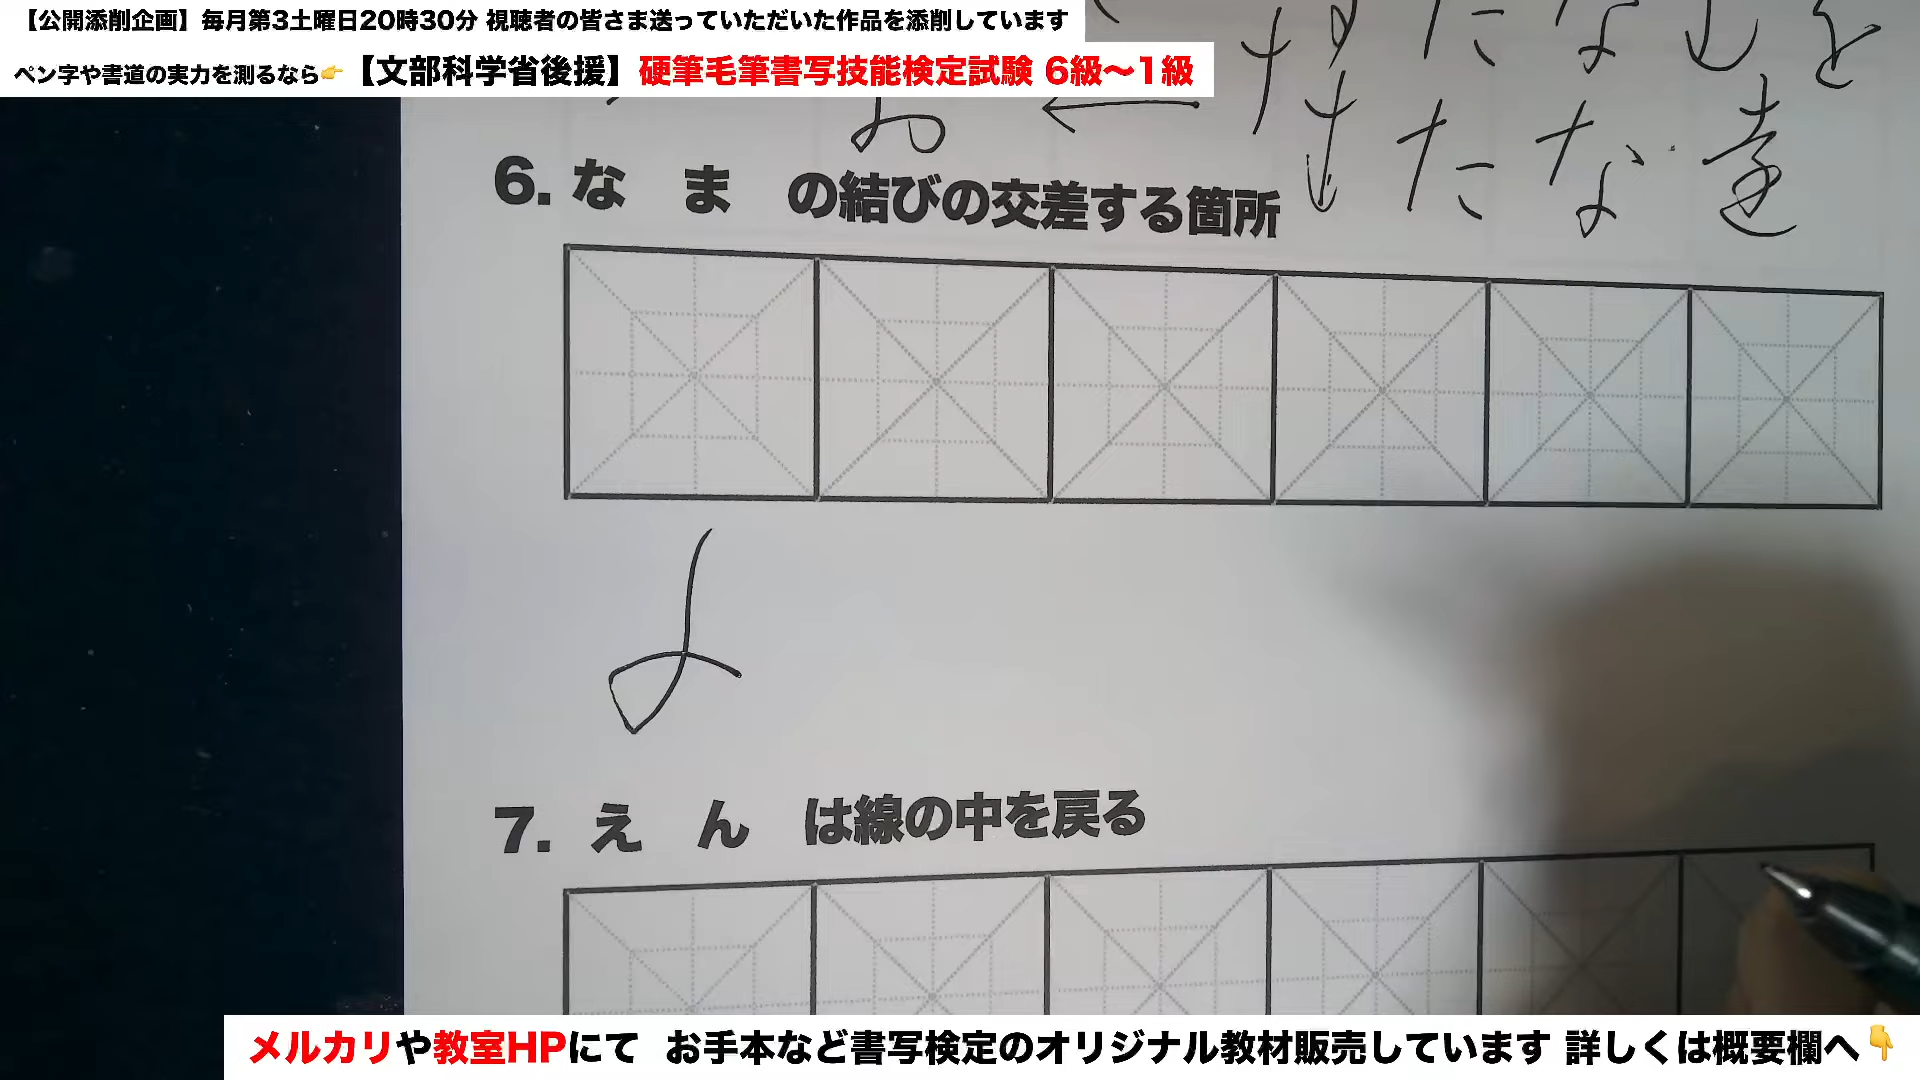 【公開添削企画】毎月第3土曜日20時30分 視聴者の皆さま送っていただいた作品を添削しています
ペン字や書道の実力を測るなら👉【文部科学省後援】硬筆毛筆書写技能検定試験 6級〜1級
たなむを
お ← け けたな達
6. な ま の結びの交差する箇所
7. え ん は線の中を戻る
メルカリや教室HPにて お手本など書写検定のオリジナル教材販売しています 詳しくは概要欄へ👇